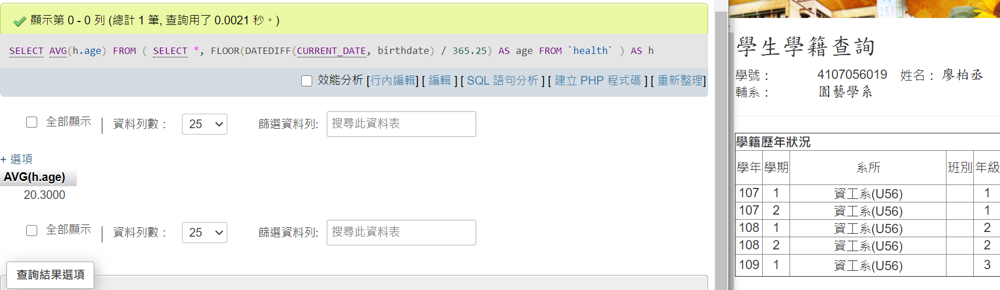 顯示第 0 - 0 列 (總計 1 筆, 查詢用了 0.0021 秒。)
SELECT AVG(h.age) FROM ( SELECT *, FLOOR(DATEDIFF(CURRENT_DATE, birthdate) / 365.25) AS age FROM `health` ) AS h
效能分析 [行內編輯] [ 編輯 ] [ SQL 語句分析 ] [ 建立 PHP 程式碼 ] [ 重新整理]
全部顯示 | 資料列數： 25 篩選資料列: 搜尋此資料表
+ 選項
AVG(h.age)
20.3000
全部顯示 | 資料列數： 25 篩選資料列: 搜尋此資料表
查詢結果選項
學生學籍查詢
學號： 4107056019 姓名： 廖柏丞
輔系： 園藝學系
學籍歷年狀況
學年 學期 系所 班別 年級
107 1 資工系(U56) 1
107 2 資工系(U56) 1
108 1 資工系(U56) 2
108 2 資工系(U56) 2
109 1 資工系(U56) 3